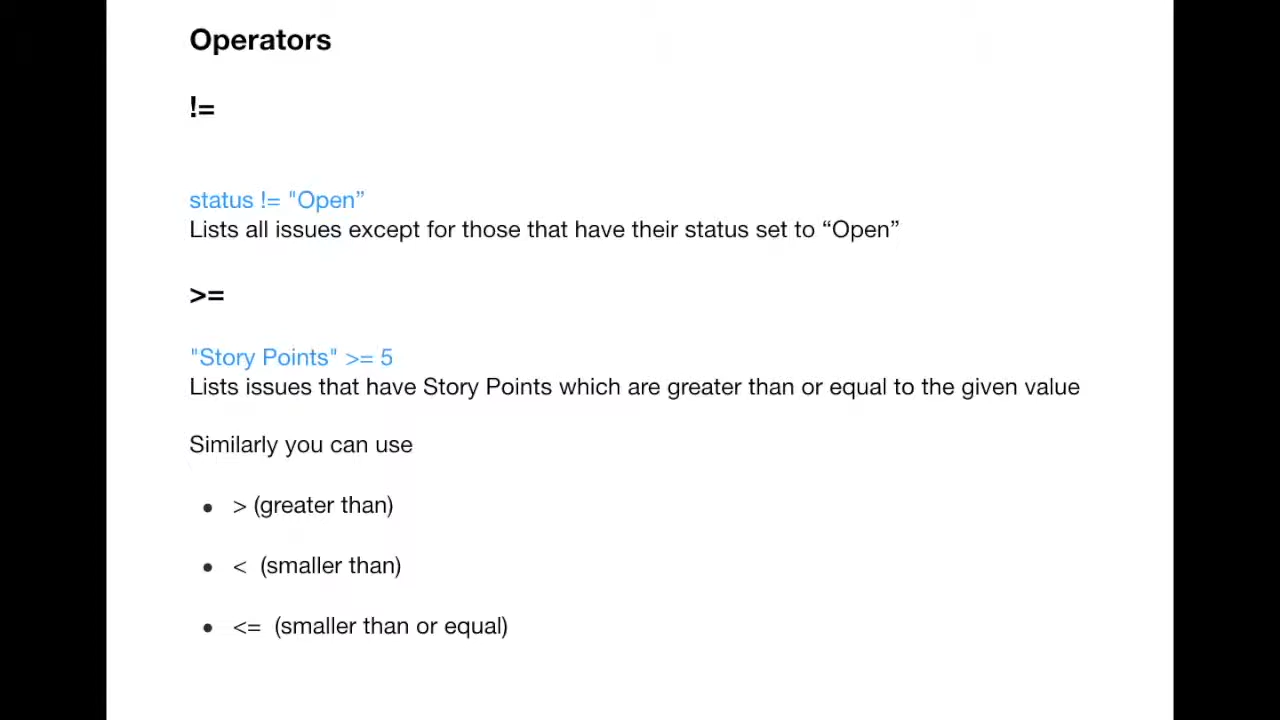 Operators
!=
status != "Open”
Lists all issues except for those that have their status set to “Open”
>=
"Story Points" >= 5
Lists issues that have Story Points which are greater than or equal to the given value
Similarly you can use
• > (greater than)
• < (smaller than)
• <= (smaller than or equal)